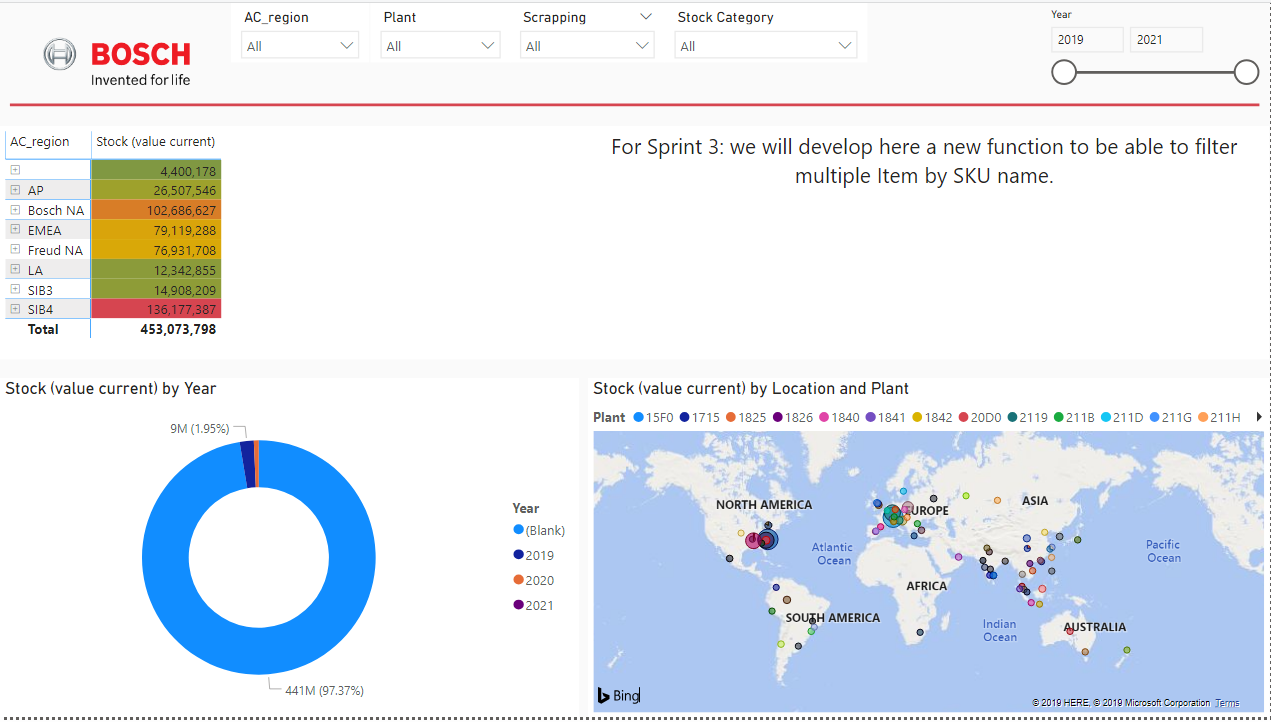 AC_region
Plant
Scrapping
Stock Category
Year
All
All
All
All
2019
2021
BOSCH
Invented for life
AC_region Stock (value current)
4,400,178
AP 26,507,546
Bosch NA 102,686,627
EMEA 79,119,288
Freud NA 76,931,708
LA 12,342,855
SIB3 14,908,209
SIB4 136,177,387
Total 453,073,798
For Sprint 3: we will develop here a new function to be able to filter
multiple Item by SKU name.
Stock (value current) by Year
9M (1.95%)
441M (97.37%)
Year
(Blank)
2019
2020
2021
Stock (value current) by Location and Plant
Plant 15F0 1715 1825 1826 1840 1841 1842 20D0 2119 211B 211D 211G 211H
NORTH AMERICA
EUROPE
ASIA
Atlantic
Ocean
Pacific
Ocean
AFRICA
SOUTH AMERICA
Indian
Ocean
AUSTRALIA
Bing
© 2019 HERE, © 2019 Microsoft Corporation Terms